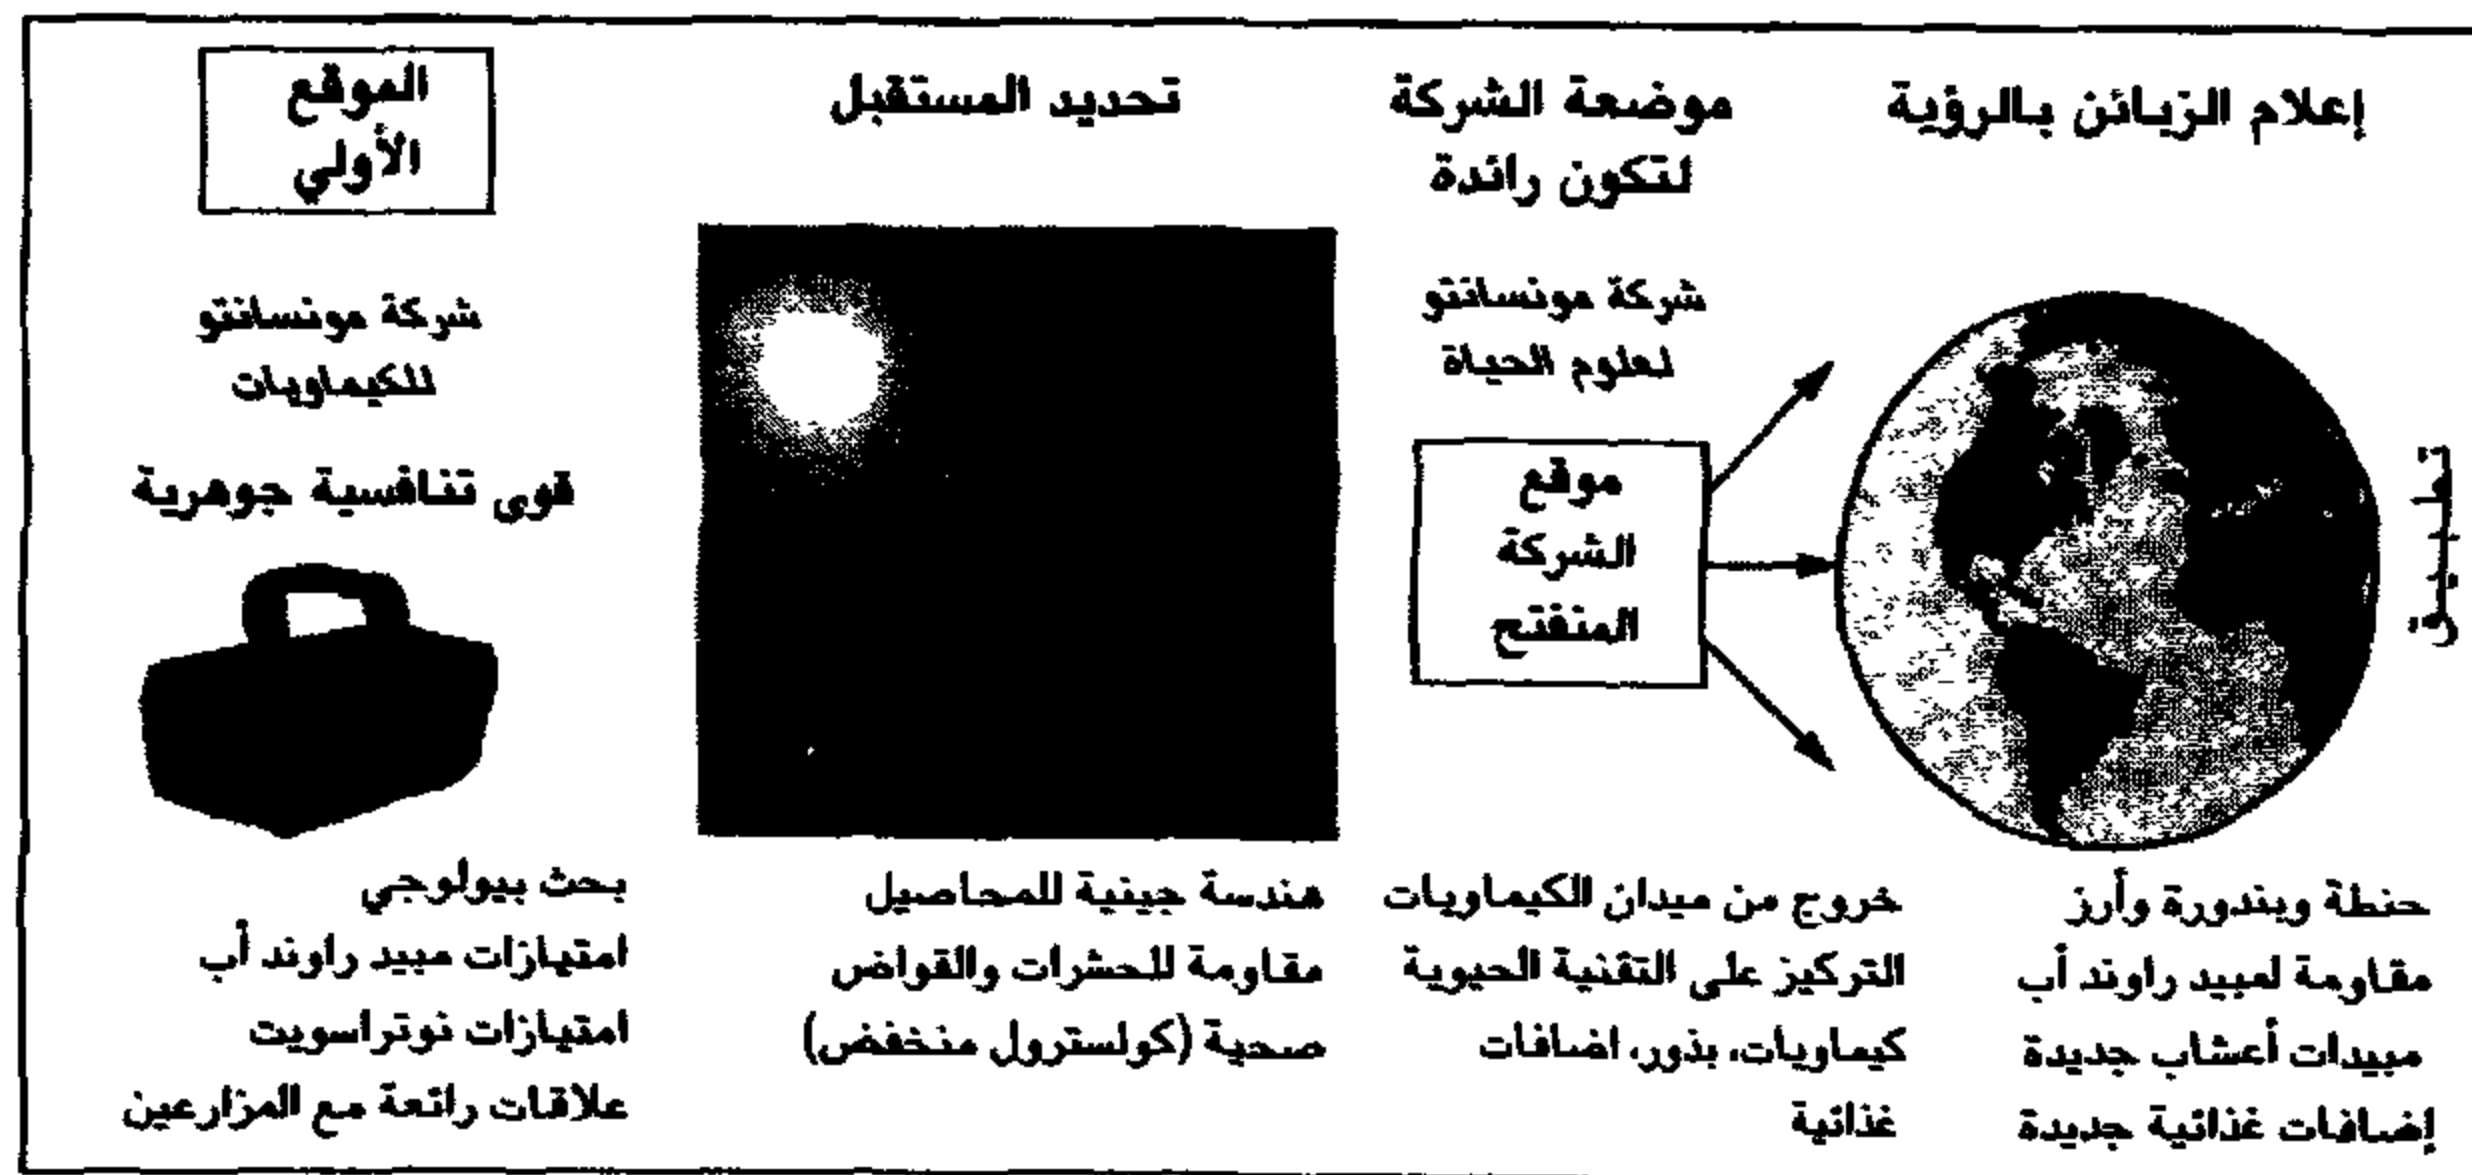 الموقع
الأولي
شركة مونسانتو
للكيماويات
قوى تنافسية جوهرية
بحث بيولوجي
امتيازات مبيد راوند أب
امتيازات نوتراسويت
علاقات رائعة مع المزارعين
تحديد المستقبل
هندسة جينية للمحاصيل
مقاومة للحشرات والقواض
صحية (كولسترول منخفض)
موضعة الشركة
لتكون رائدة
شركة مونسانتو
لعلوم الحياة
موقع
الشركة
المنفتح
خروج من ميدان الكيماويات
التركيز على التقنية الحيوية
كيماويات، بذور، اضافات
غذائية
إعلام الزبائن بالرؤية
حنطة وبندورة وأرز
مقاومة لمبيد راوند أب
مبيدات أعشاب جديدة
إضافات غذائية جديدة
تطبيق